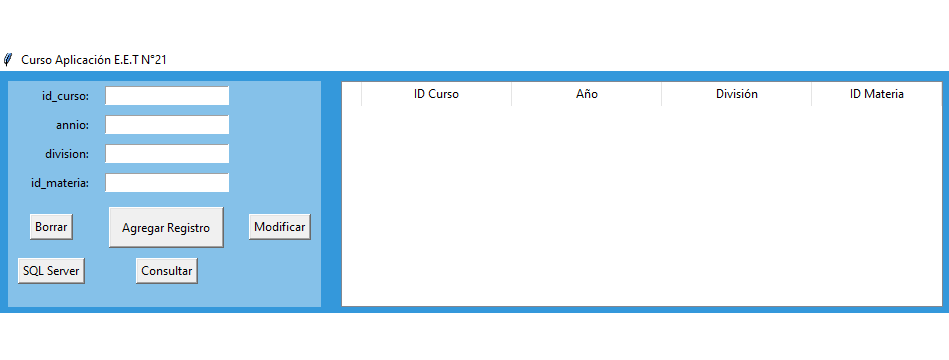 Curso Aplicación E.E.T N°21
id_curso:
annio:
division:
id_materia:
Borrar Agregar Registro Modificar
SQL Server Consultar
ID Curso Año División ID Materia